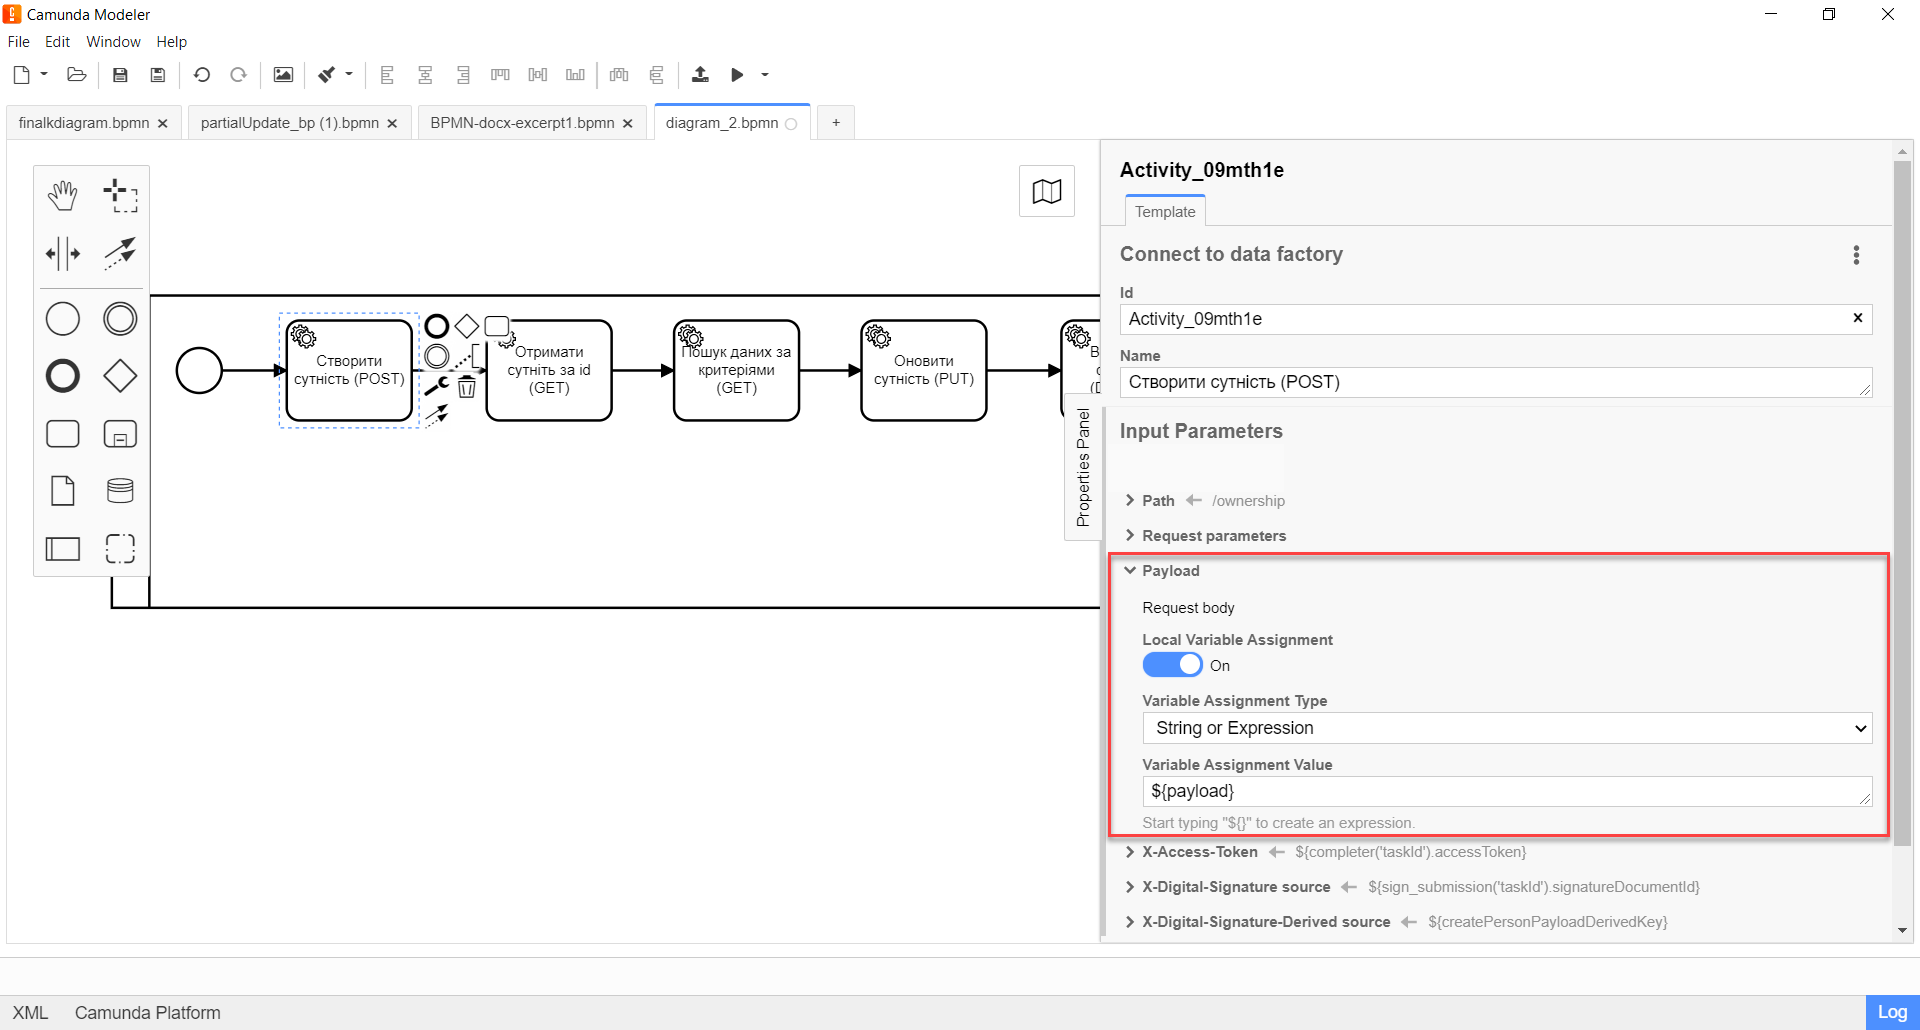 Camunda Modeler
File Edit Window Help
finalkdiagram.bpmn
partialUpdate_bp (1).bpmn
BPMN-docx-excerpt1.bpmn
diagram_2.bpmn
+
Створити
сутність (POST)
Отримати
сутніть за id
(GET)
Пошук даних за
критеріями
(GET)
Оновити
сутність (PUT)
Properties Panel
Activity_09mth1e
Template
Connect to data factory
Id
Activity_09mth1e
Name
Створити сутність (POST)
Input Parameters
Path /ownership
Request parameters
Payload
Request body
Local Variable Assignment
On
Variable Assignment Type
String or Expression
Variable Assignment Value
${payload}
Start typing "${}" to create an expression.
X-Access-Token ${completer('taskId').accessToken}
X-Digital-Signature source ${sign_submission('taskId').signatureDocumentId}
X-Digital-Signature-Derived source ${createPersonPayloadDerivedKey}
XML Camunda Platform
Log